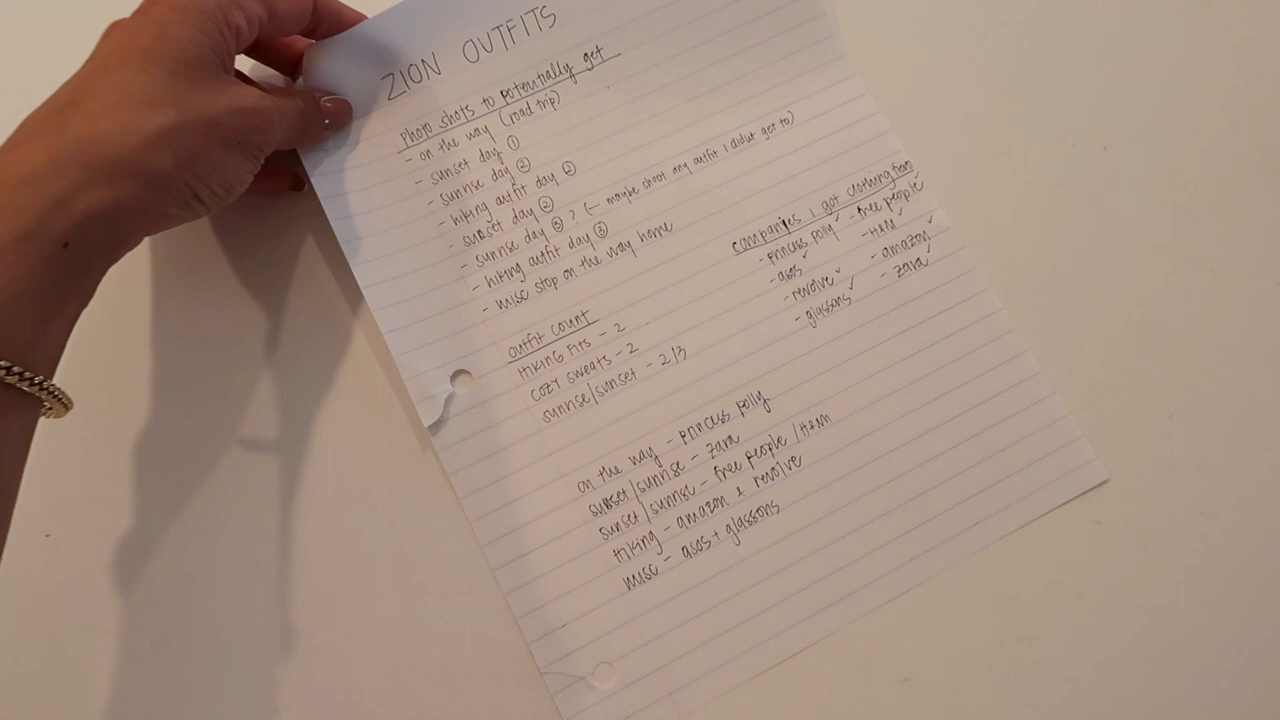 ZION OUTFITS
photo shots to potentially get
- on the way (road trip)
- sunset day ①
- sunrise day ②
- hiking outfit day ②
- sunset day ②
- sunrise day ③ ? (← maybe shoot any outfit I didnt get to)
- hiking outfit day ③
- misc stop on the way home
companies I got clothing from
- princess polly ✓
- asos ✓
- revolve ✓
- glassons ✓
- free people ✓
- H&M ✓
- amazon ✓
- zara ✓
outfit count
HIKING FITS - 2
COZY SWEATS - 2
sunrise/sunset - 2/3
on the way - princess polly
sunset/sunrise - zara
sunset/sunrise - free people / H&M
HIKING - amazon & revolve
MISC - asos + glassons